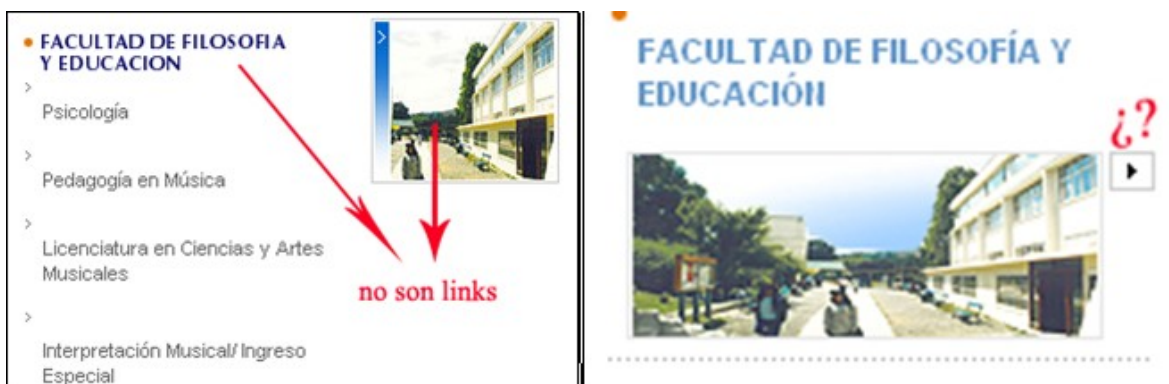 FACULTAD DE FILOSOFIA
Y EDUCACION
Psicología
Pedagogía en Música
Licenciatura en Ciencias y Artes
Musicales
Interpretación Musical/ Ingreso
Especial
no son links
FACULTAD DE FILOSOFÍA Y
EDUCACIÓN
¿?